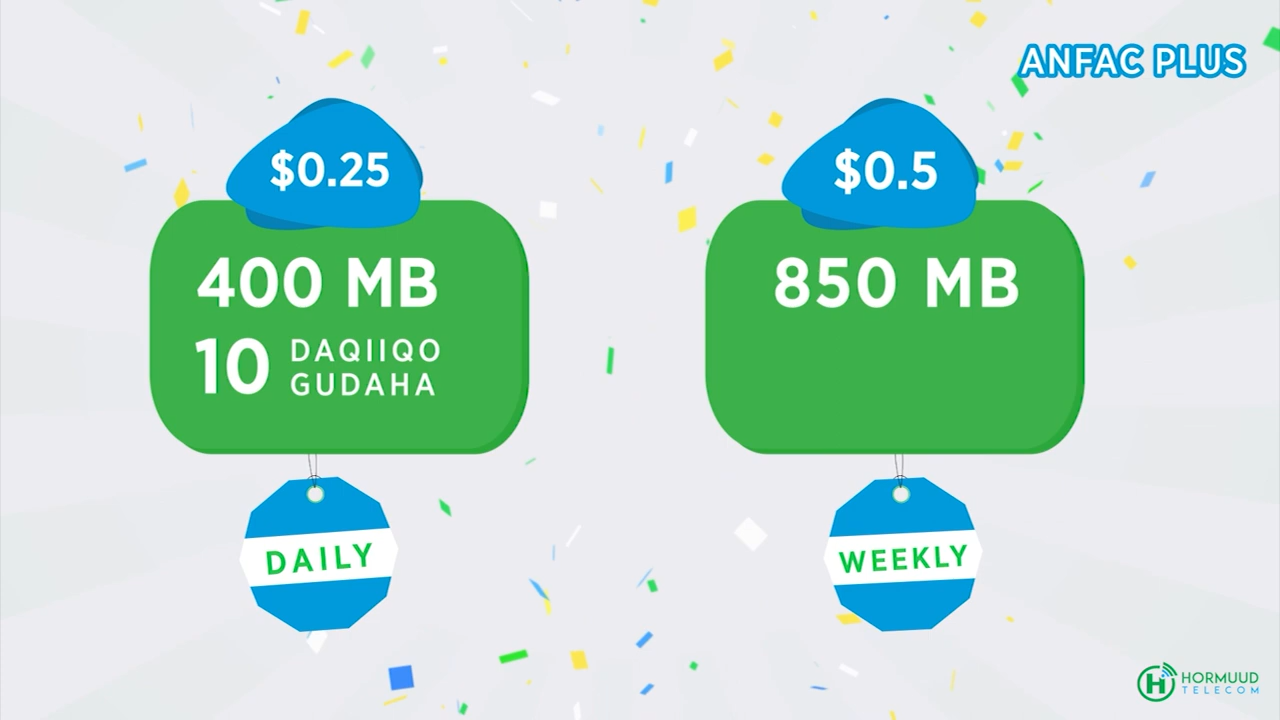 ANFAC PLUS
$0.25
400 MB
10 DAQIIQO
GUDAHA
DAILY
$0.5
850 MB
WEEKLY
HORMUUD
TELECOM